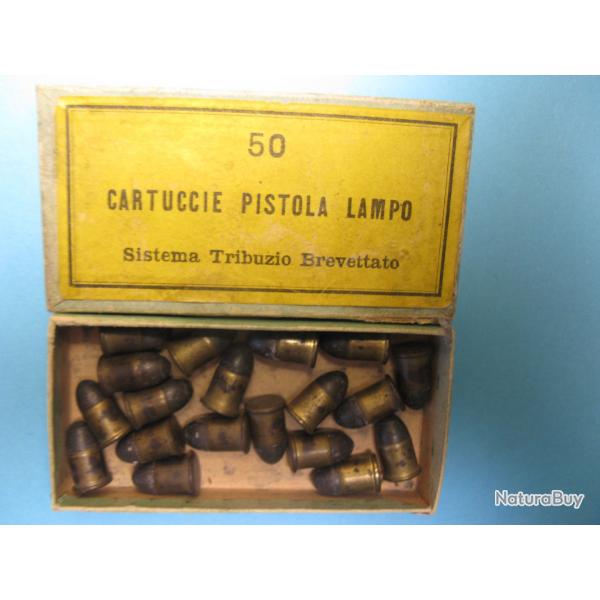 50
CARTUCCIE PISTOLA LAMPO
Sistema Tribuzio Brevettato
NaturaBuy